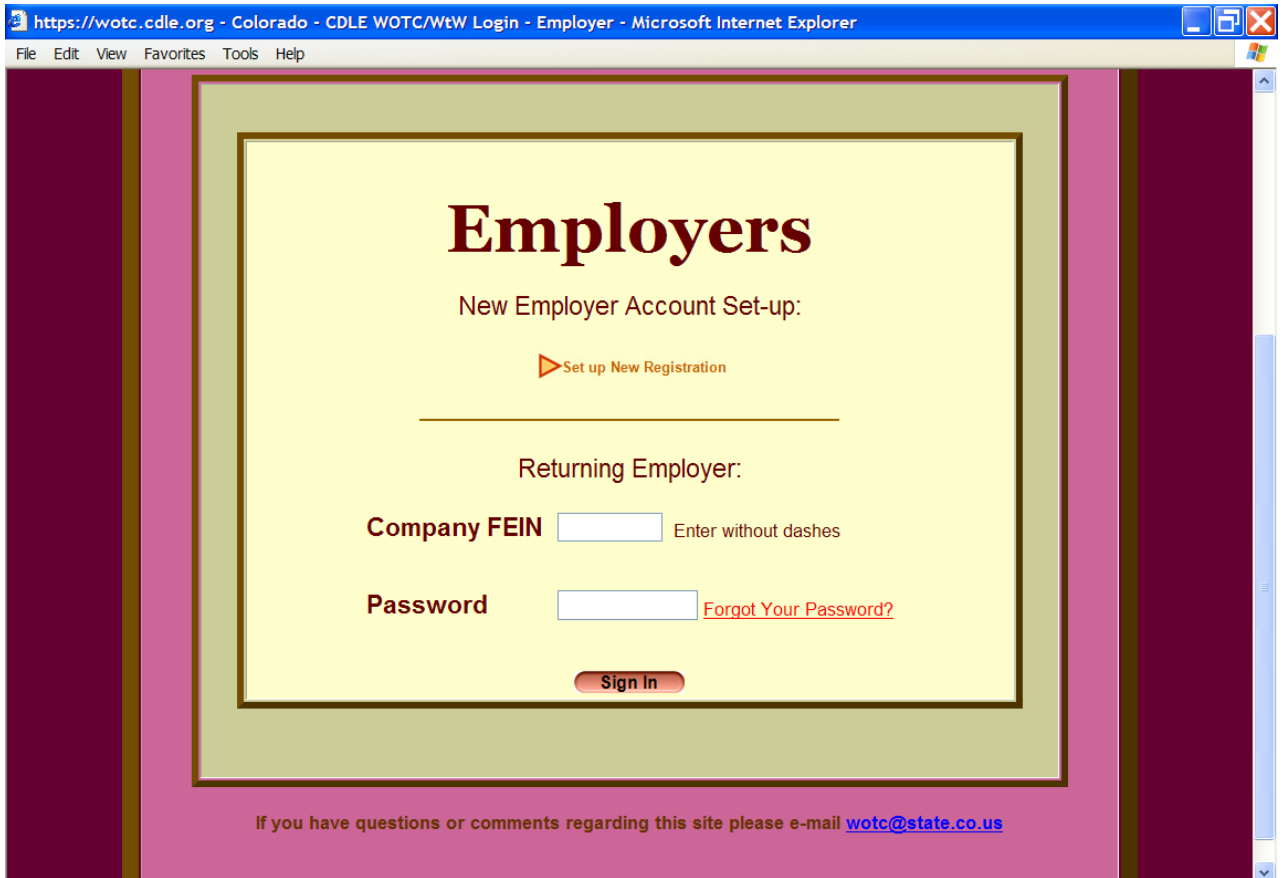 https://wotc.cdle.org - Colorado - CDLE WOTC/WtW Login - Employer - Microsoft Internet Explorer
File Edit View Favorites Tools Help
Employers
New Employer Account Set-up:
Set up New Registration
Returning Employer:
Company FEIN Enter without dashes
Password Forgot Your Password?
Sign In
If you have questions or comments regarding this site please e-mail wotc@state.co.us